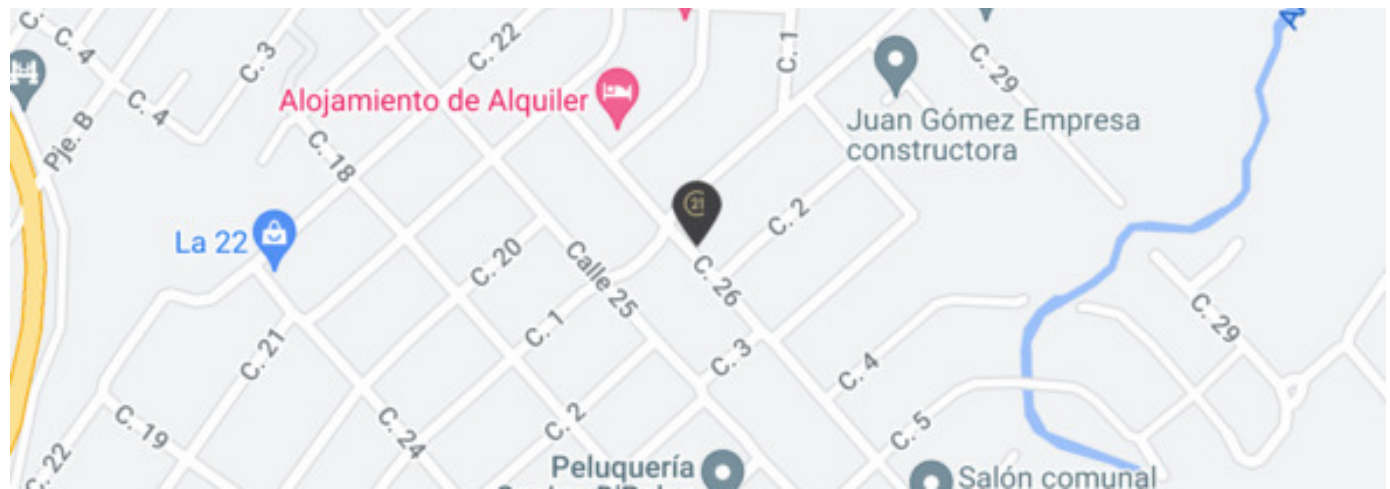 C. 4
C. 3
C. 22
C. 1
C. 29
Alojamiento de Alquiler
C. 4
Pje. B
Juan Gómez Empresa
constructora
C. 18
21
C. 2
La 22
C. 20
Calle 25
C. 26
C. 29
C. 1
C. 21
C. 3
C. 4
C. 19
C. 24
C. 2
C. 5
C. 22
Peluquería
Salón comunal